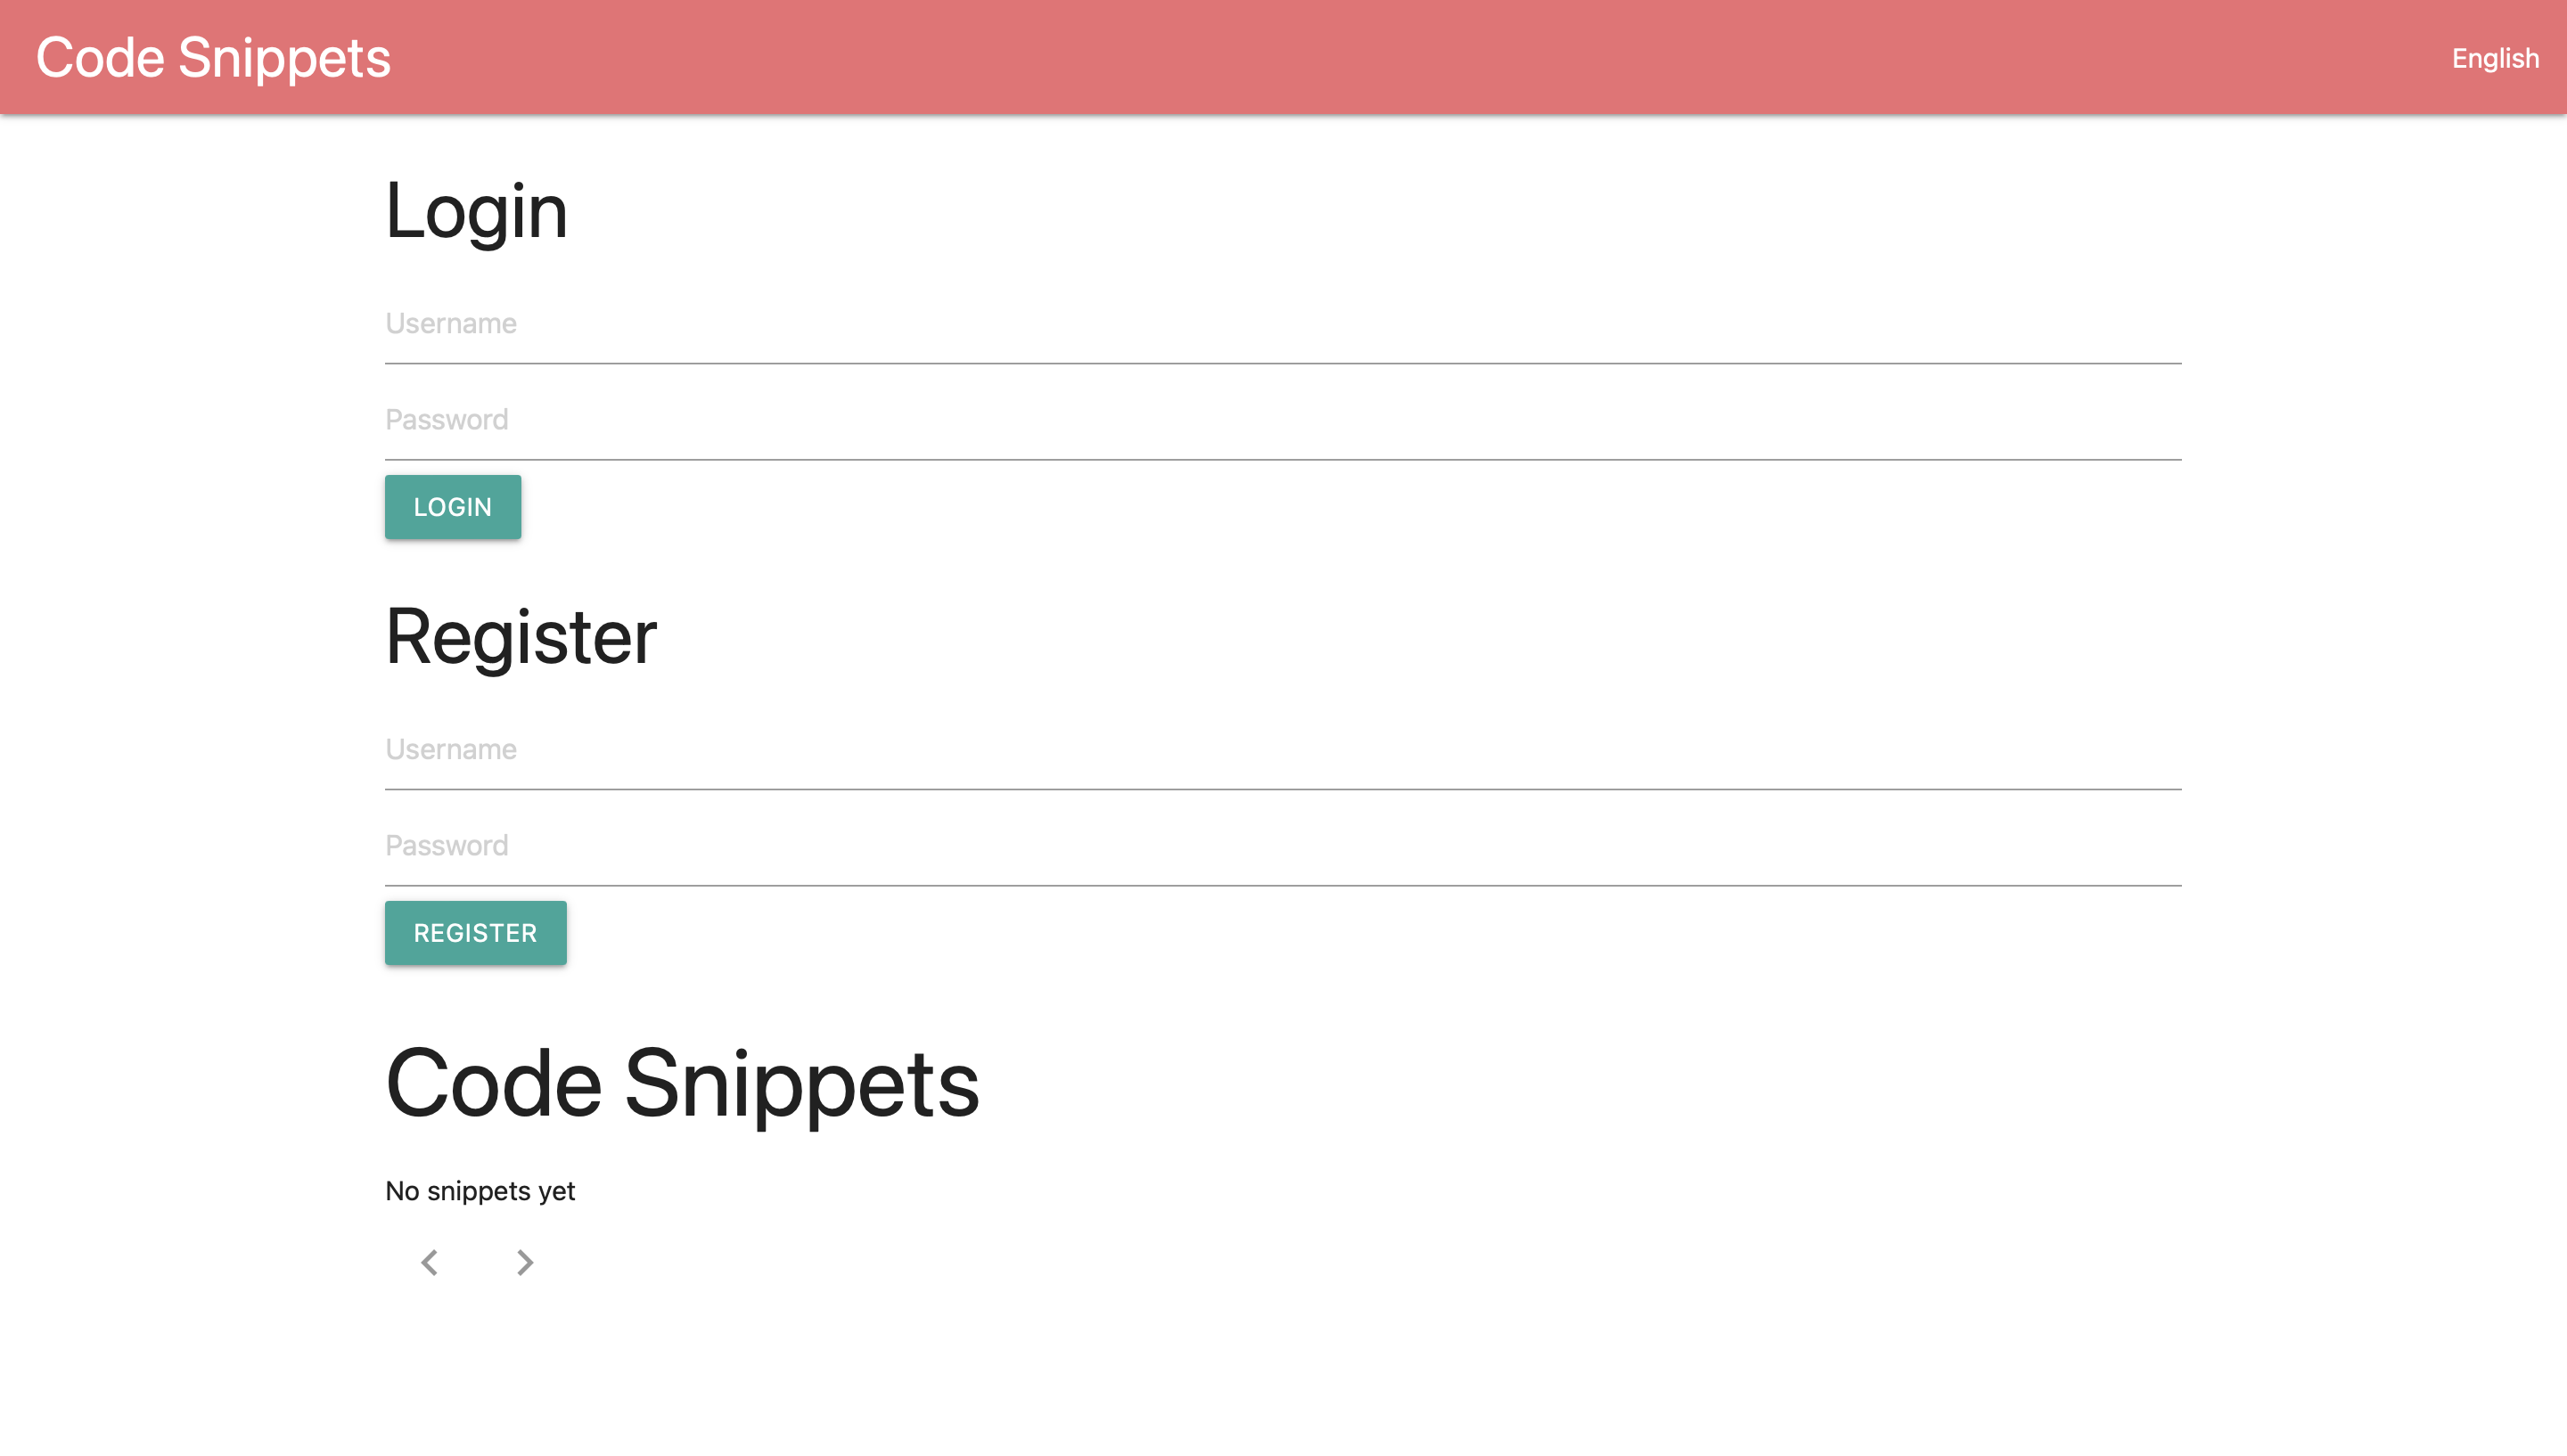 Code Snippets
English
Login
Username
Password
LOGIN
Register
Username
Password
REGISTER
Code Snippets
No snippets yet